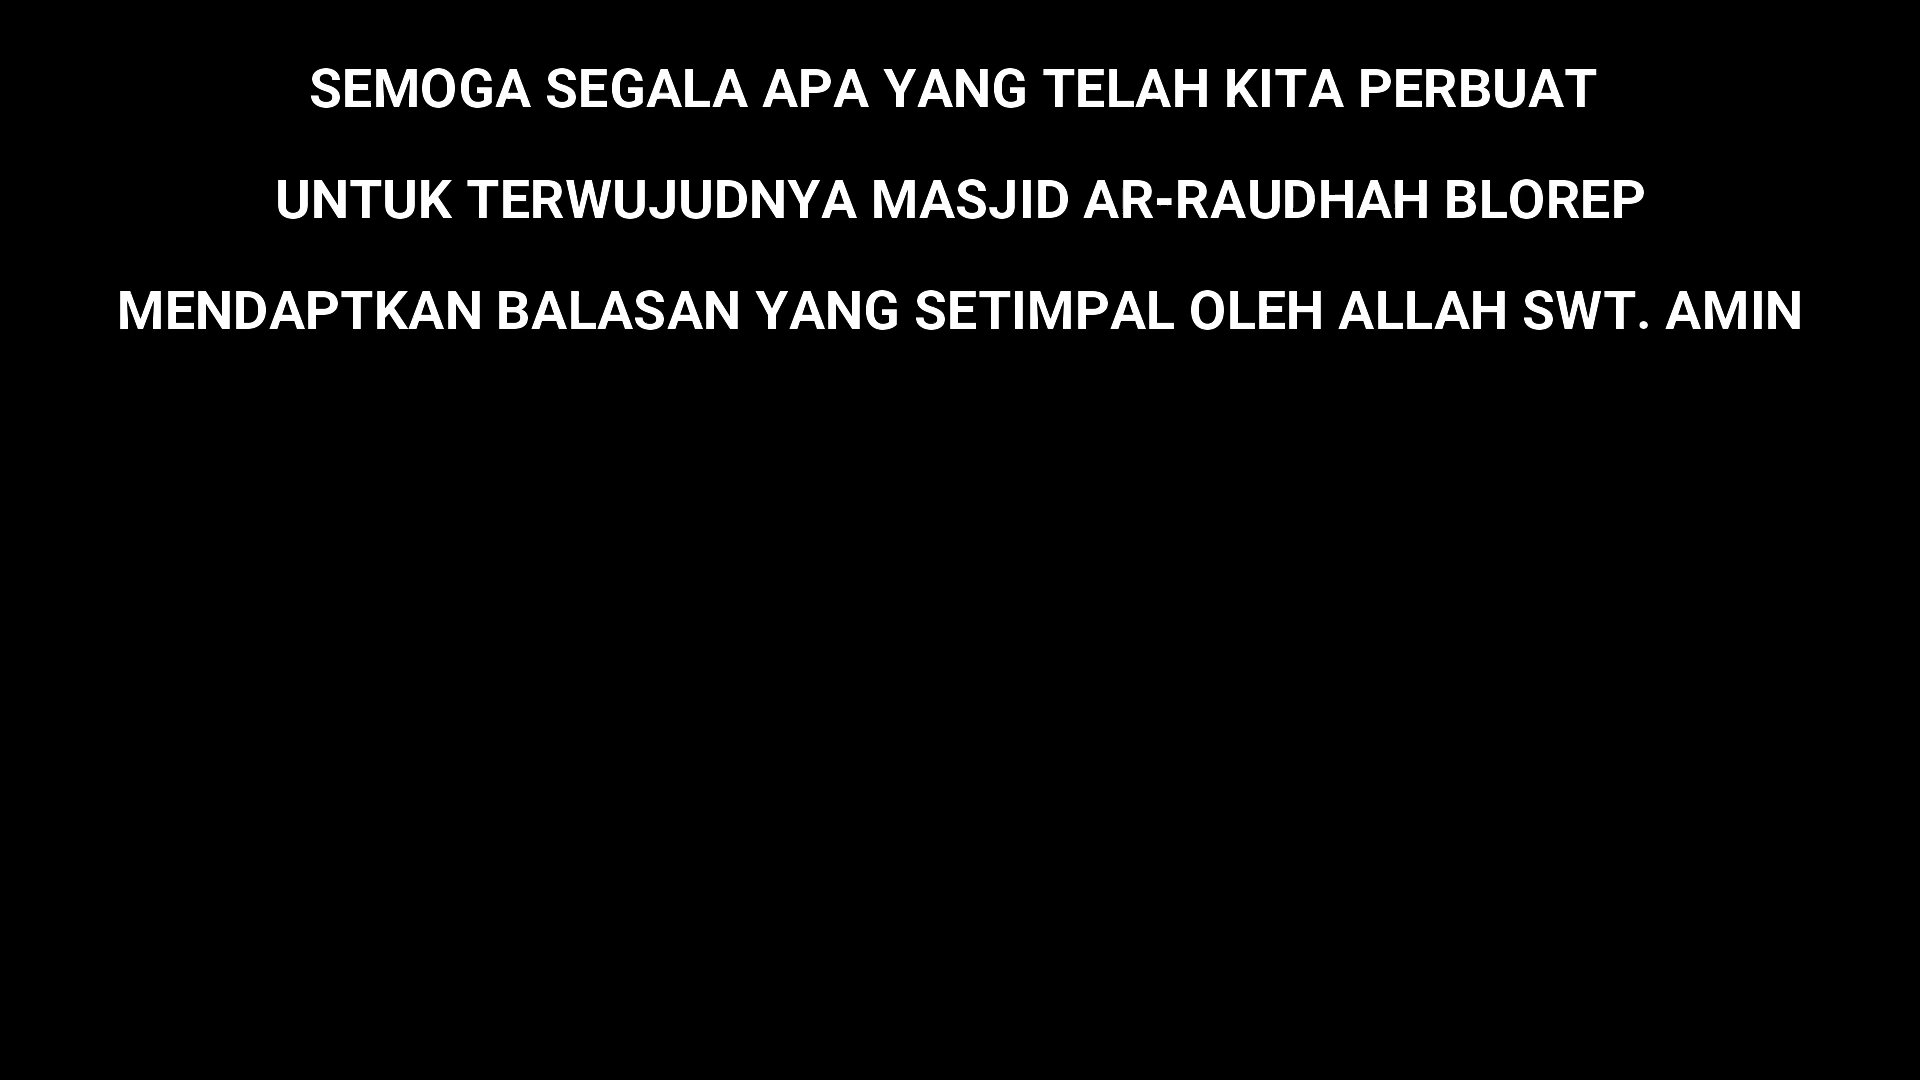 SEMOGA SEGALA APA YANG TELAH KITA PERBUAT
UNTUK TERWUJUDNYA MASJID AR-RAUDHAH BLOREP
MENDAPTKAN BALASAN YANG SETIMPAL OLEH ALLAH SWT. AMIN